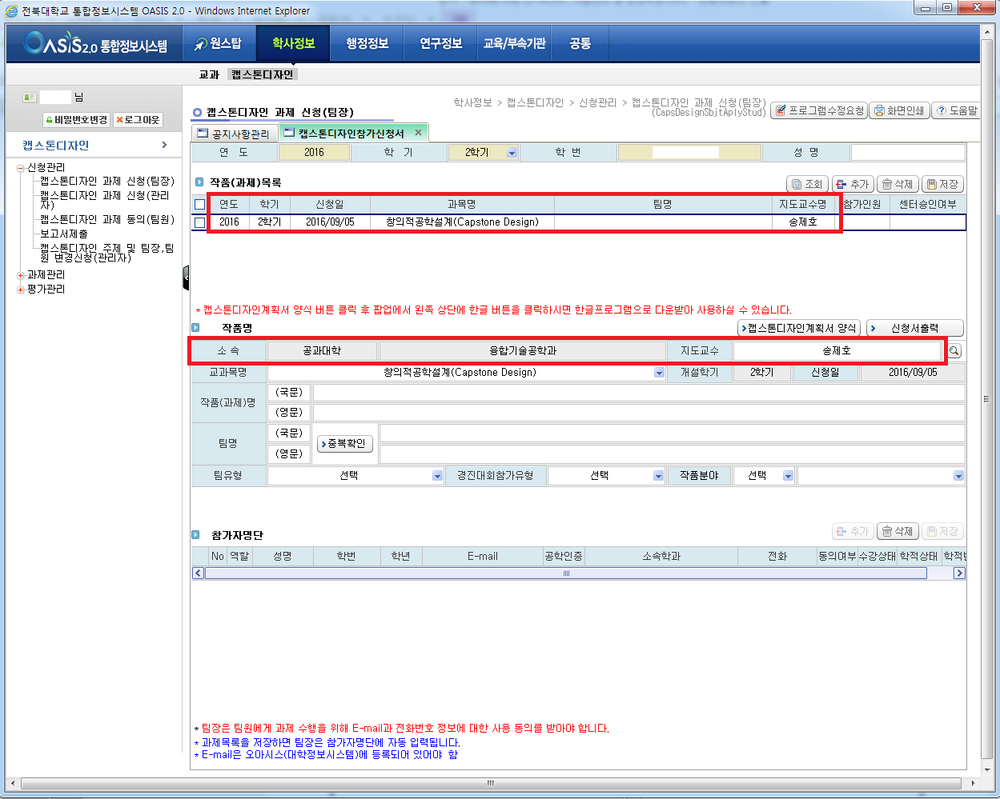 전북대학교 통합정보시스템 OASIS 2.0 - Windows Internet Explorer
OASIS 2.0 통합정보시스템 원스탑 학사정보 행정정보 연구정보 교육/부속기관 공통
교과 캡스톤디자인
님
비밀번호변경 로그아웃
캡스톤디자인
신청관리
캡스톤디자인 과제 신청(팀장)
캡스톤디자인 과제 신청(관리
자)
캡스톤디자인 과제 동의(팀원)
보고서제출
캡스톤디자인 주제 및 팀장,팀
원 변경신청(관리자)
과제관리
평가관리
캡스톤디자인 과제 신청(팀장)
학사정보 > 캡스톤디자인 > 신청관리 > 캡스톤디자인 과제 신청(팀장)
(CapsDesignSbjtAplyStud)
프로그램수정요청 화면인쇄 도움말
공지사항관리 캡스톤디자인참가신청서
연 도 2016 학 기 2학기 학 번 성 명
작품(과제)목록 조회 추가 삭제 저장
연도 학기 신청일 과목명 팀명 지도교수명 참가인원 센터승인여부
2016 2학기 2016/09/05 창의적공학설계(Capstone Design) 송제호
* 캡스톤디자인계획서 양식 버튼 클릭 후 팝업에서 왼쪽 상단에 한글 버튼을 클릭하시면 한글프로그램으로 다운받아 사용하실 수 있습니다.
작품명 캡스톤디자인계획서 양식 신청서출력
소 속 공과대학 융합기술공학과 지도교수 송제호
교과목명 창의적공학설계(Capstone Design) 개설학기 2학기 신청일 2016/09/05
작품(과제)명 (국문)
(영문)
팀명 (국문) 중복확인
(영문)
팀유형 선택 경진대회참가유형 선택 작품분야 선택
참가자명단 추가 삭제 저장
No 역할 성명 학번 학년 E-mail 공학인증 소속학과 전화 동의여부 수강상태 학적상태
* 팀장은 팀원에게 과제 수행을 위해 E-mail과 전화번호 정보에 대한 사용 동의를 받아야 합니다.
* 과제목록을 저장하면 팀장은 참가자명단에 자동 입력됩니다.
* E-mail은 오아시스(대학정보시스템)에 등록되어 있어야 함